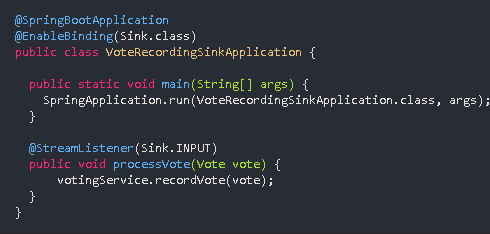 @SpringBootApplication
@EnableBinding(Sink.class)
public class VoteRecordingSinkApplication {
public static void main(String[] args) {
SpringApplication.run(VoteRecordingSinkApplication.class, args);
}
@StreamListener(Sink.INPUT)
public void processVote(Vote vote) {
votingService.recordVote(vote);
}
}